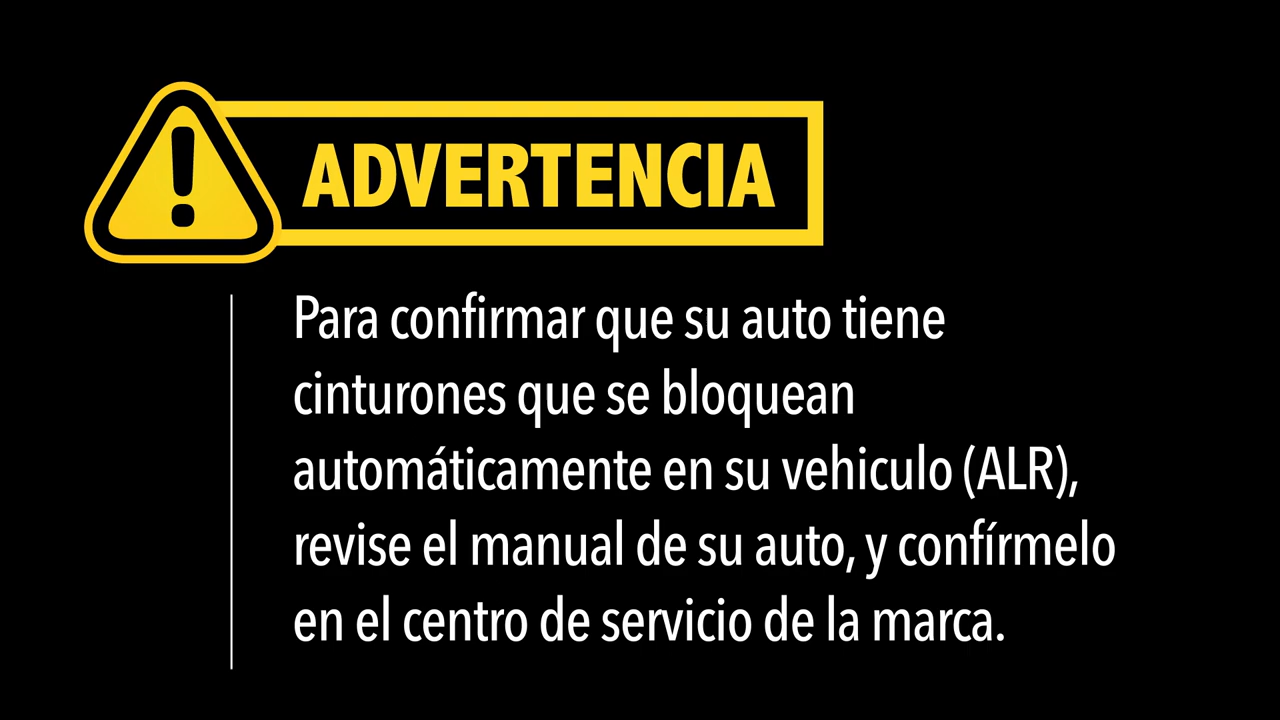 ADVERTENCIA
Para confirmar que su auto tiene
cinturones que se bloquean
automáticamente en su vehiculo (ALR),
revise el manual de su auto, y confírmelo
en el centro de servicio de la marca.